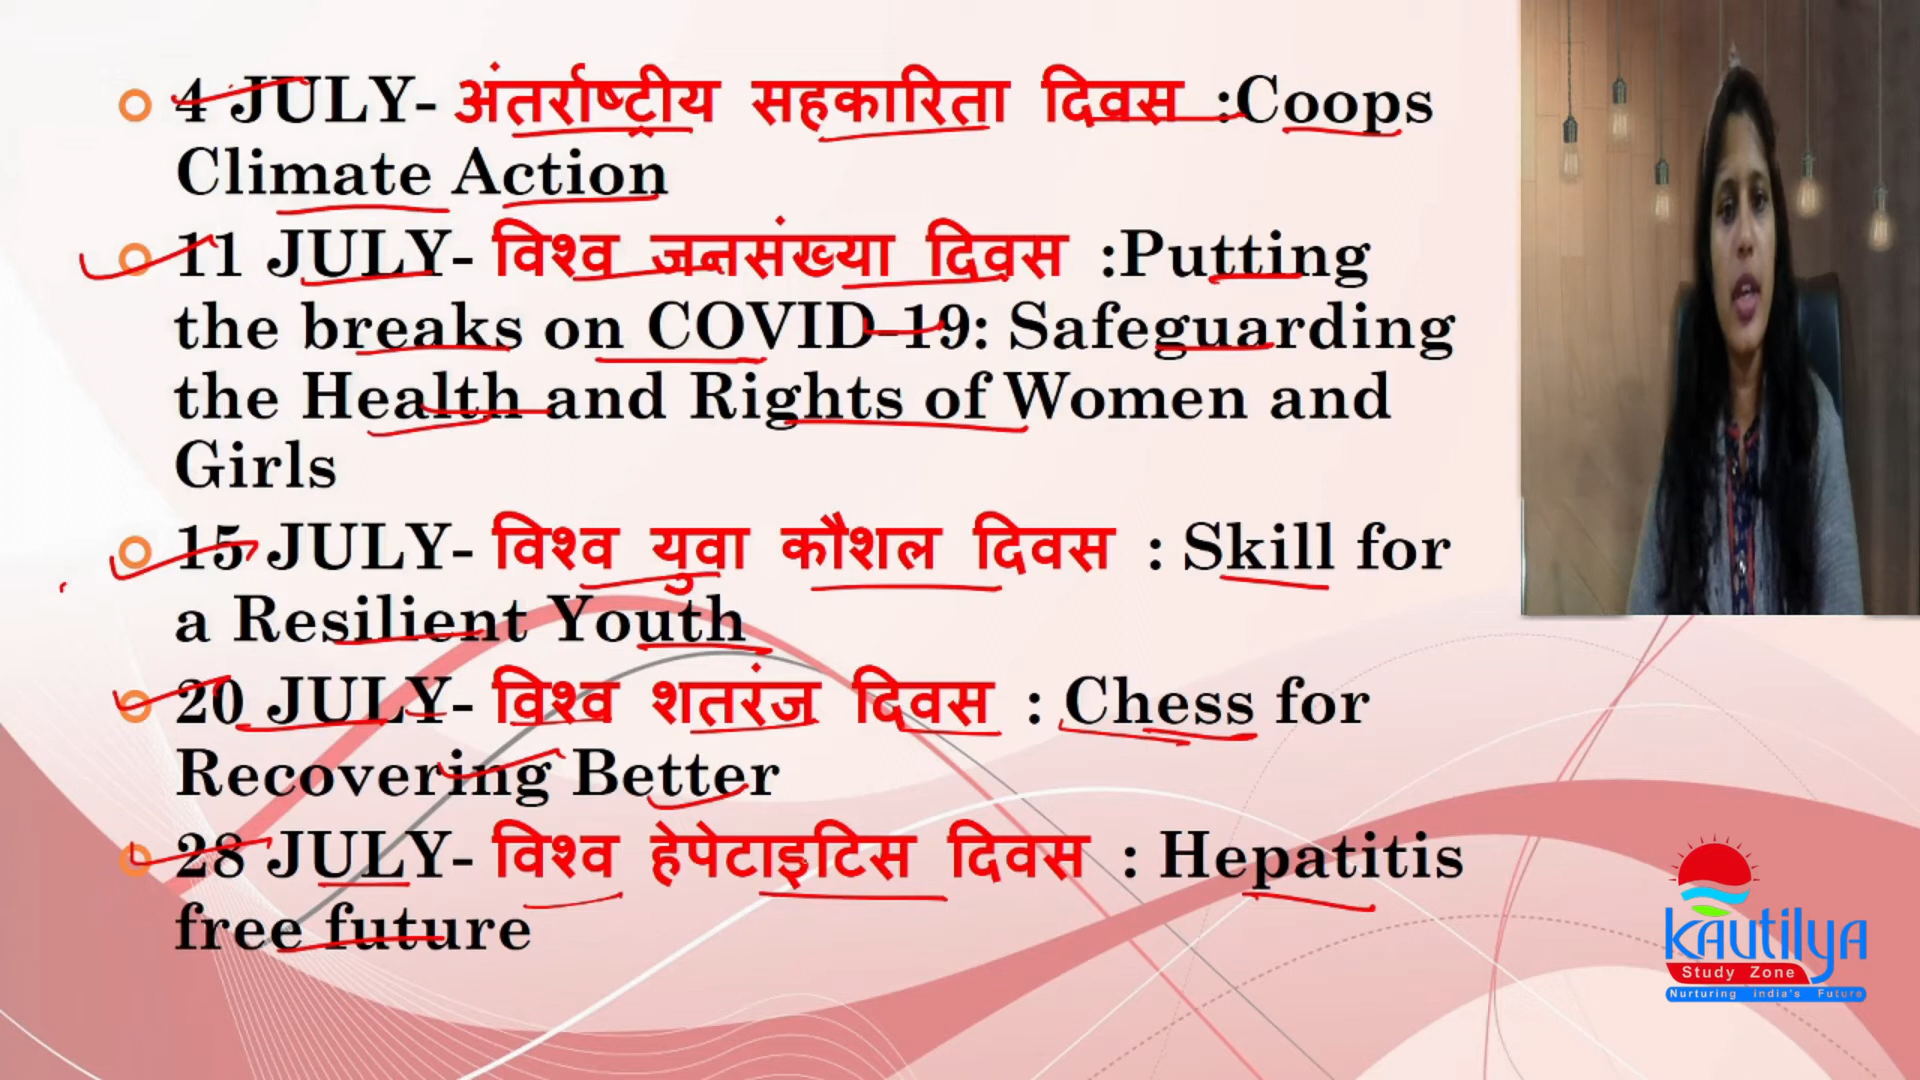 4 JULY- अंतर्राष्ट्रीय सहकारिता दिवस :Coops
Climate Action
11 JULY- विश्व जनसंख्या दिवस :Putting
the breaks on COVID-19: Safeguarding
the Health and Rights of Women and
Girls
15 JULY- विश्व युवा कौशल दिवस : Skill for
a Resilient Youth
20 JULY- विश्व शतरंज दिवस : Chess for
Recovering Better
28 JULY- विश्व हेपेटाइटिस दिवस : Hepatitis
free future
Kautilya
Study Zone
Nurturing india's Future